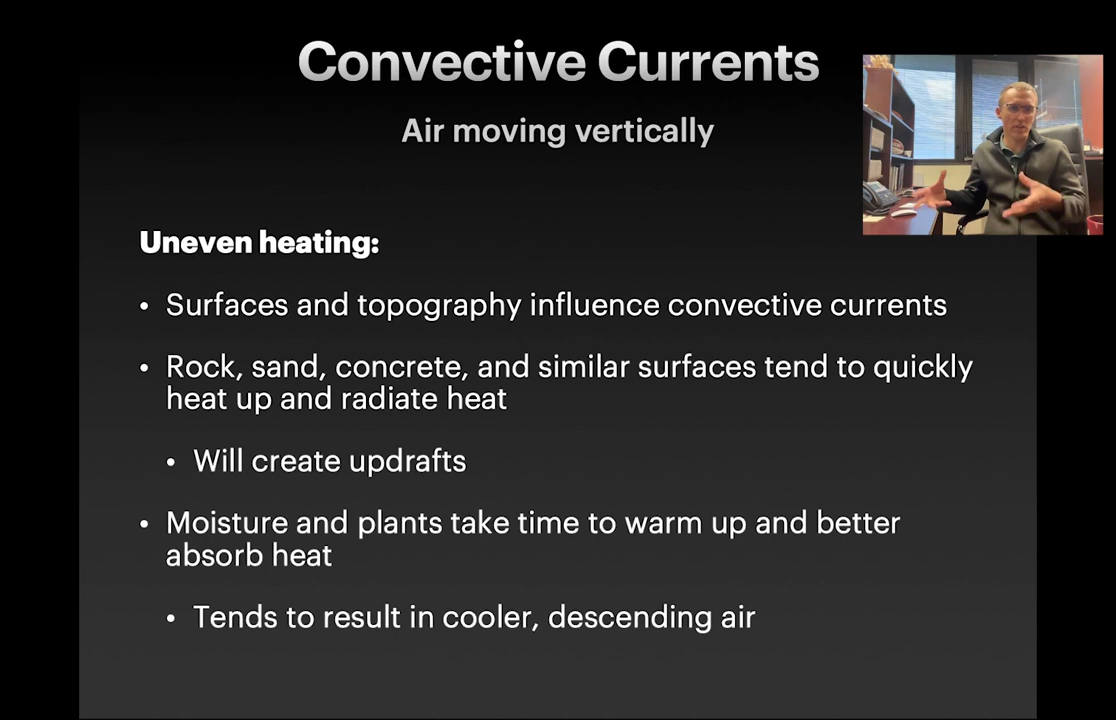 Convective Currents
Air moving vertically
Uneven heating:
• Surfaces and topography influence convective currents
• Rock, sand, concrete, and similar surfaces tend to quickly
heat up and radiate heat
• Will create updrafts
• Moisture and plants take time to warm up and better
absorb heat
• Tends to result in cooler, descending air